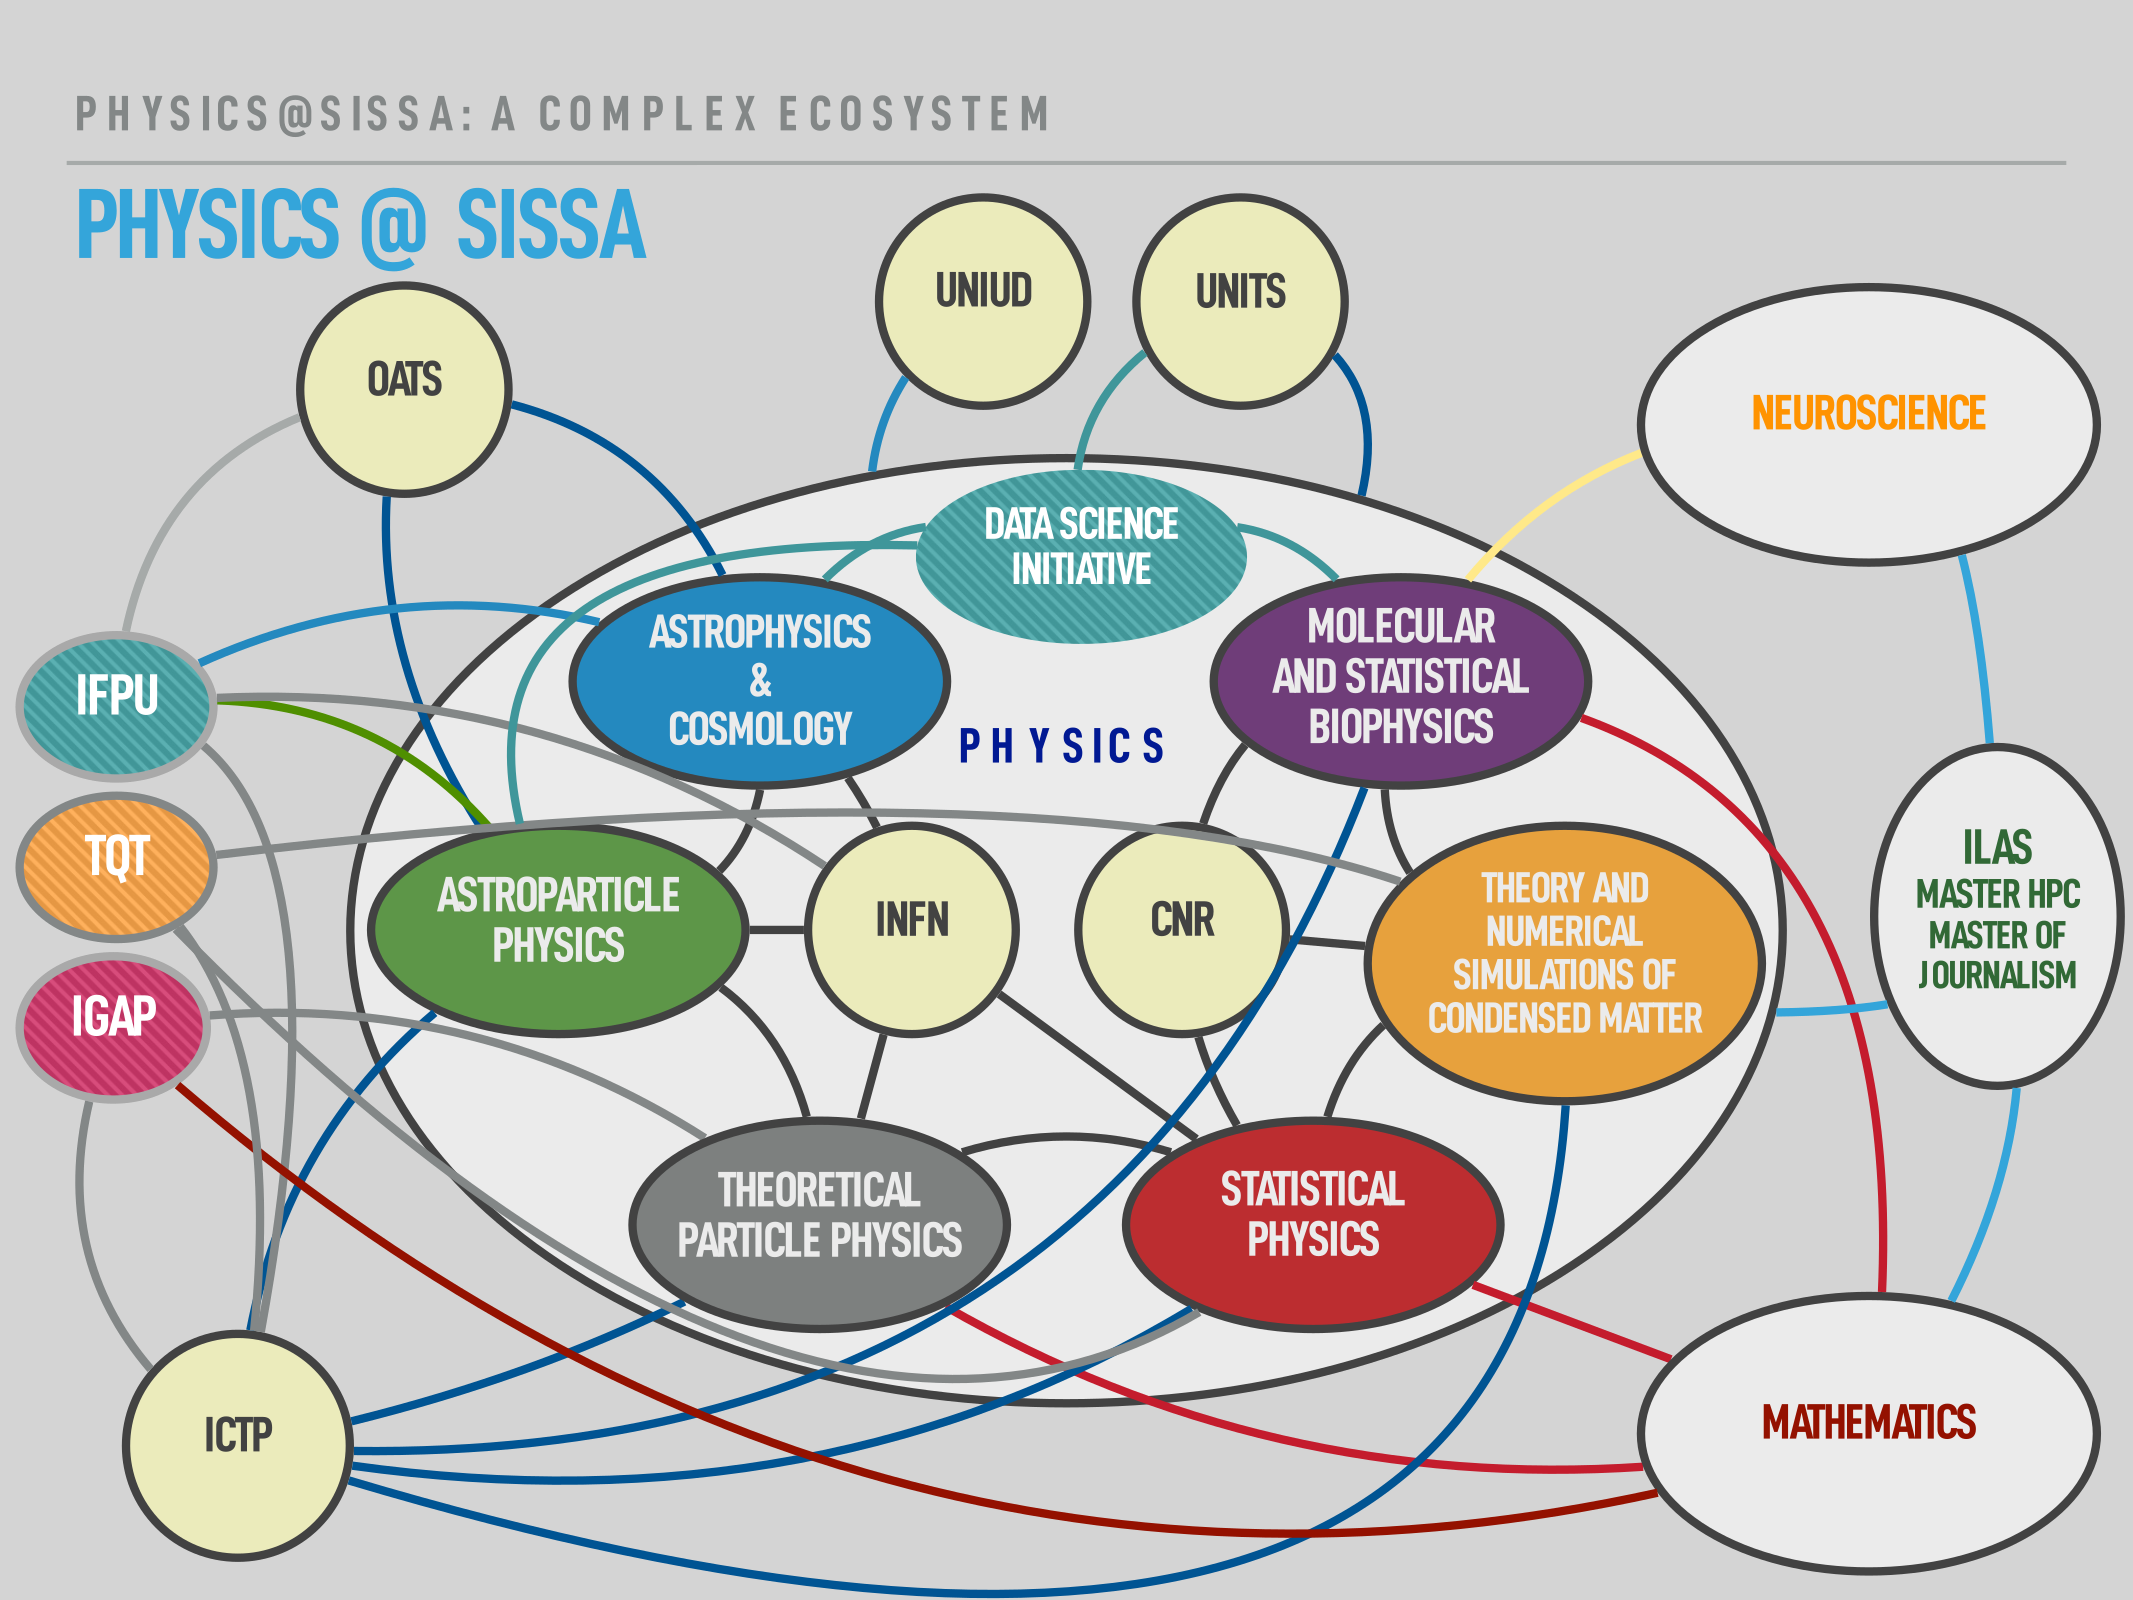 PHYSICS@SISSA: A COMPLEX ECOSYSTEM
PHYSICS @ SISSA
UNIUD
UNITS
OATS
NEUROSCIENCE
DATA SCIENCE
INITIATIVE
ASTROPHYSICS
&
COSMOLOGY
MOLECULAR
AND STATISTICAL
BIOPHYSICS
IFPU
PHYSICS
TQT
ILAS
MASTER HPC
MASTER OF
JOURNALISM
ASTROPARTICLE
PHYSICS
INFN
CNR
THEORY AND
NUMERICAL
SIMULATIONS OF
CONDENSED MATTER
IGAP
THEORETICAL
PARTICLE PHYSICS
STATISTICAL
PHYSICS
ICTP
MATHEMATICS